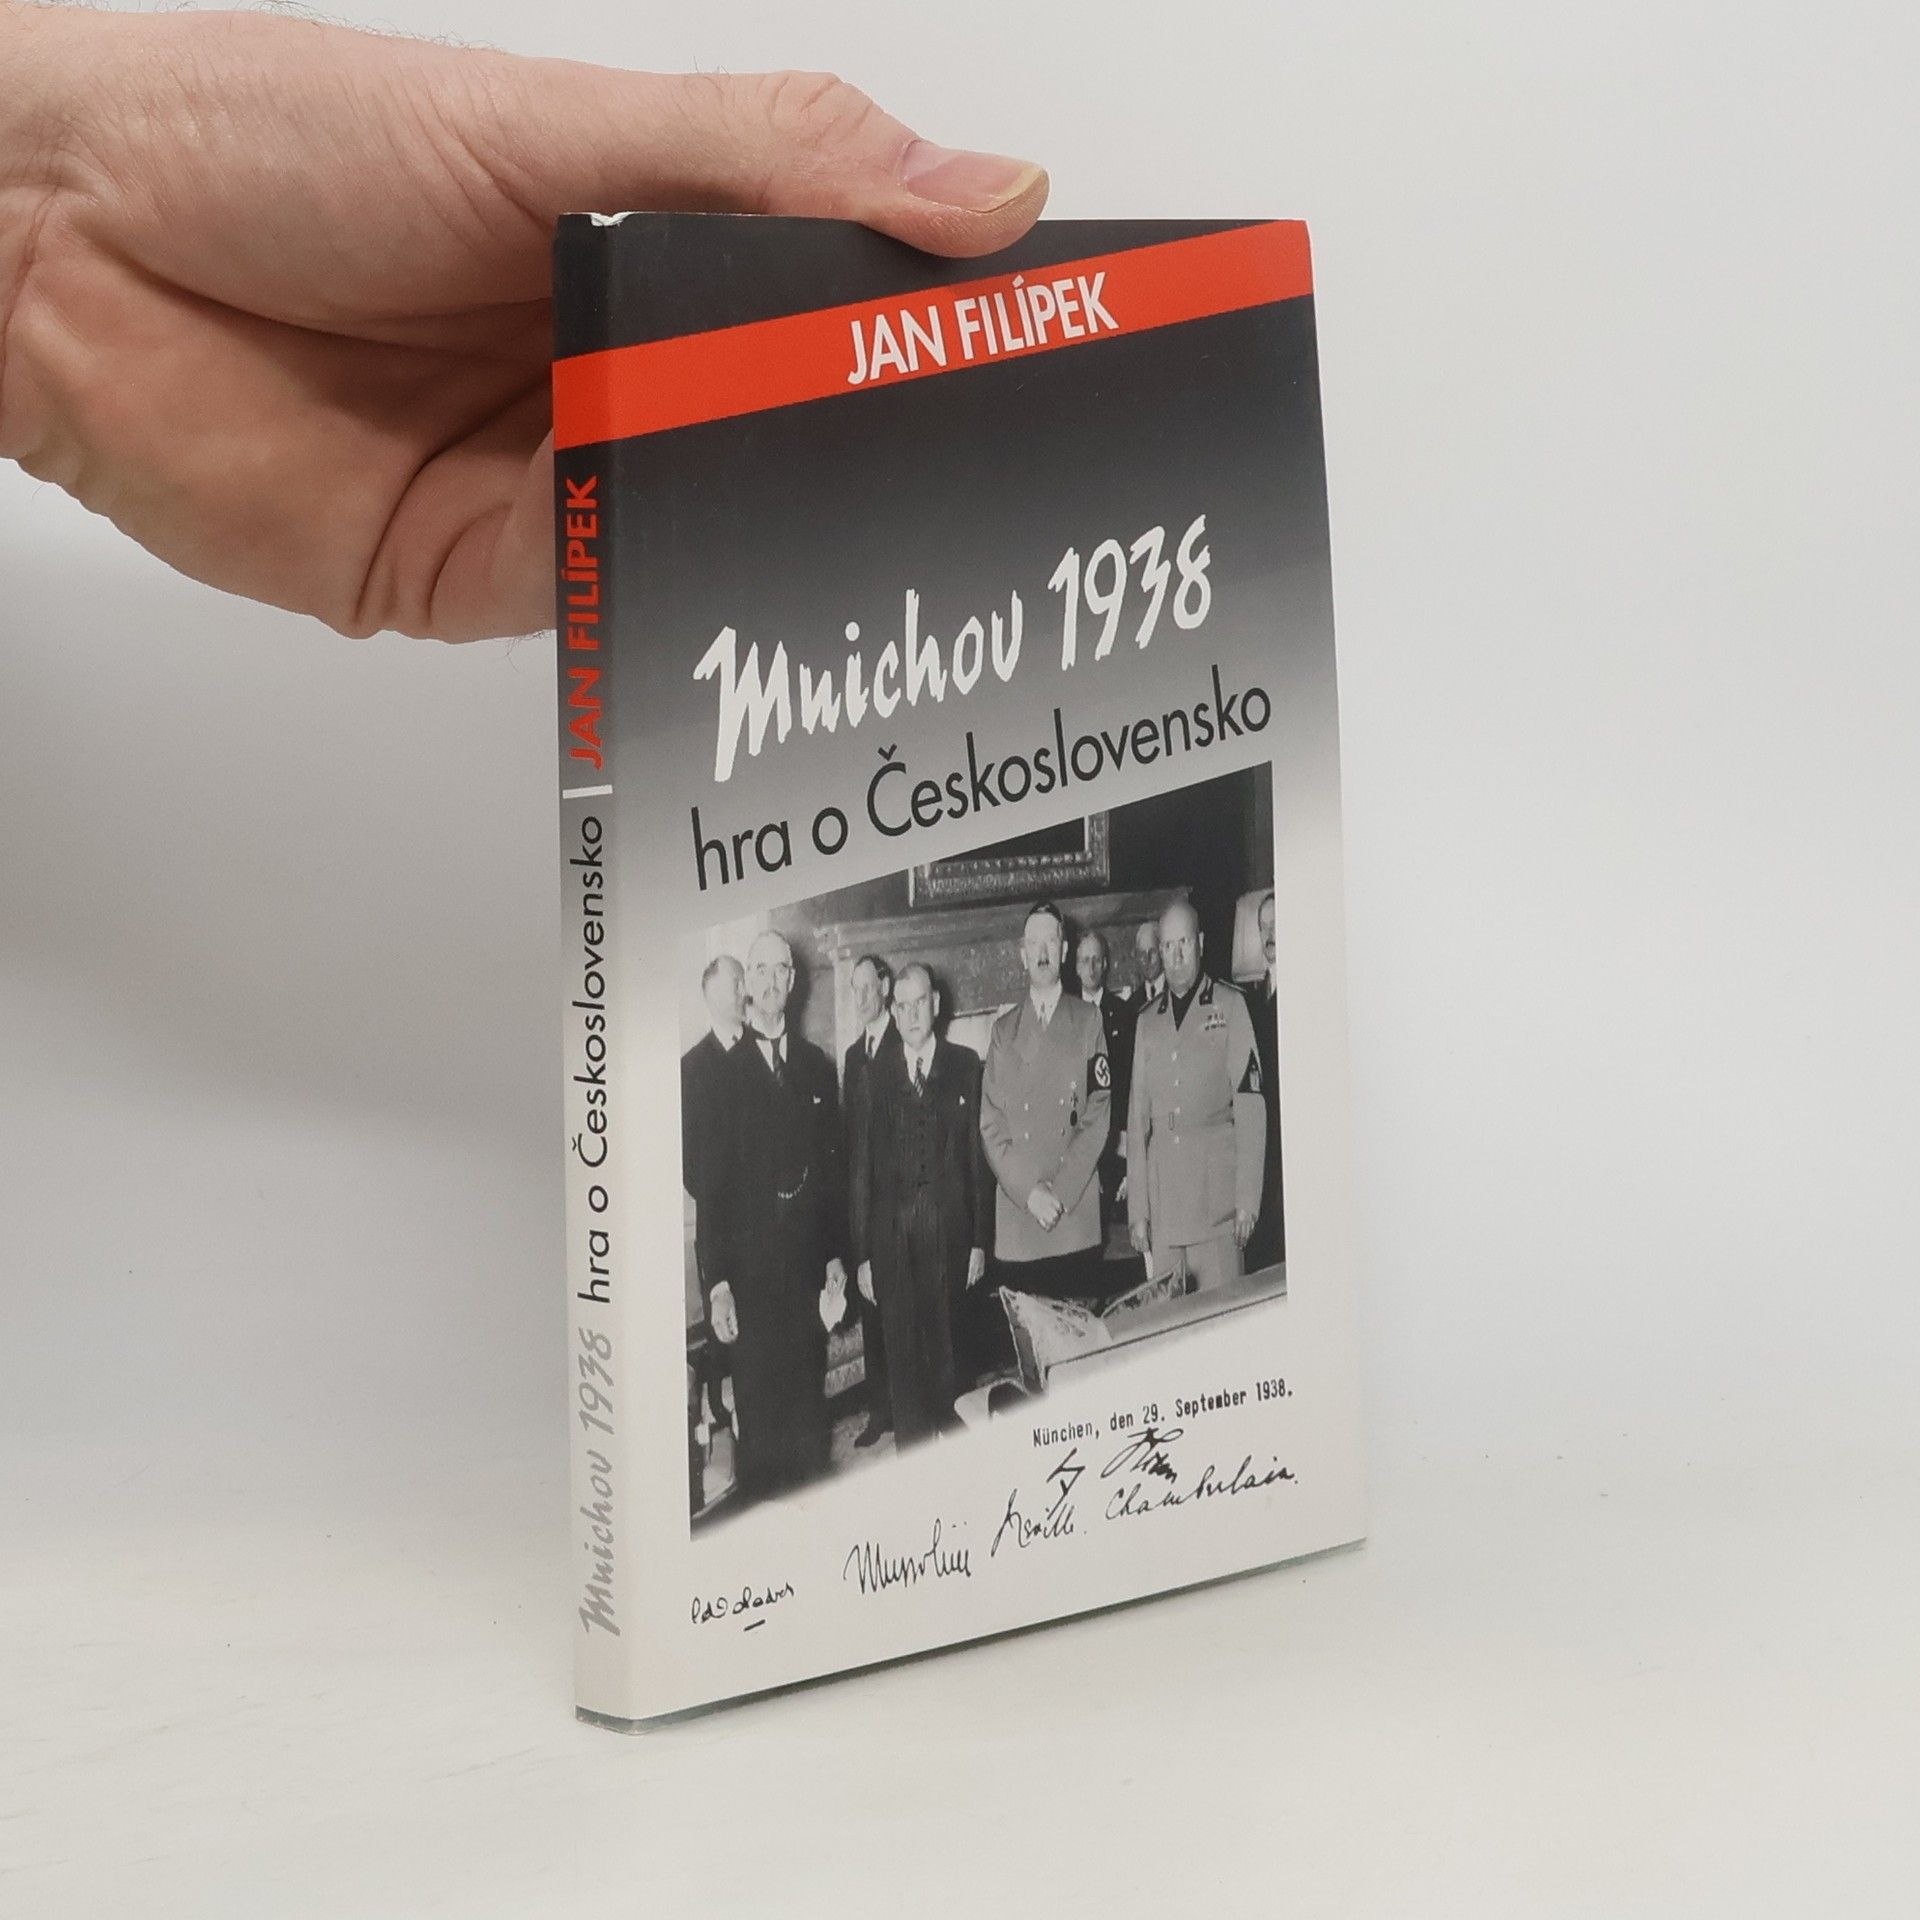 JAN FILÍPEK
Mnichov 1938
hra o Československo
München, den 29. September 1938.
Neville Chamberlain.
Mussolini
Mnichov 1938 hra o Československo | JAN FILÍPEK